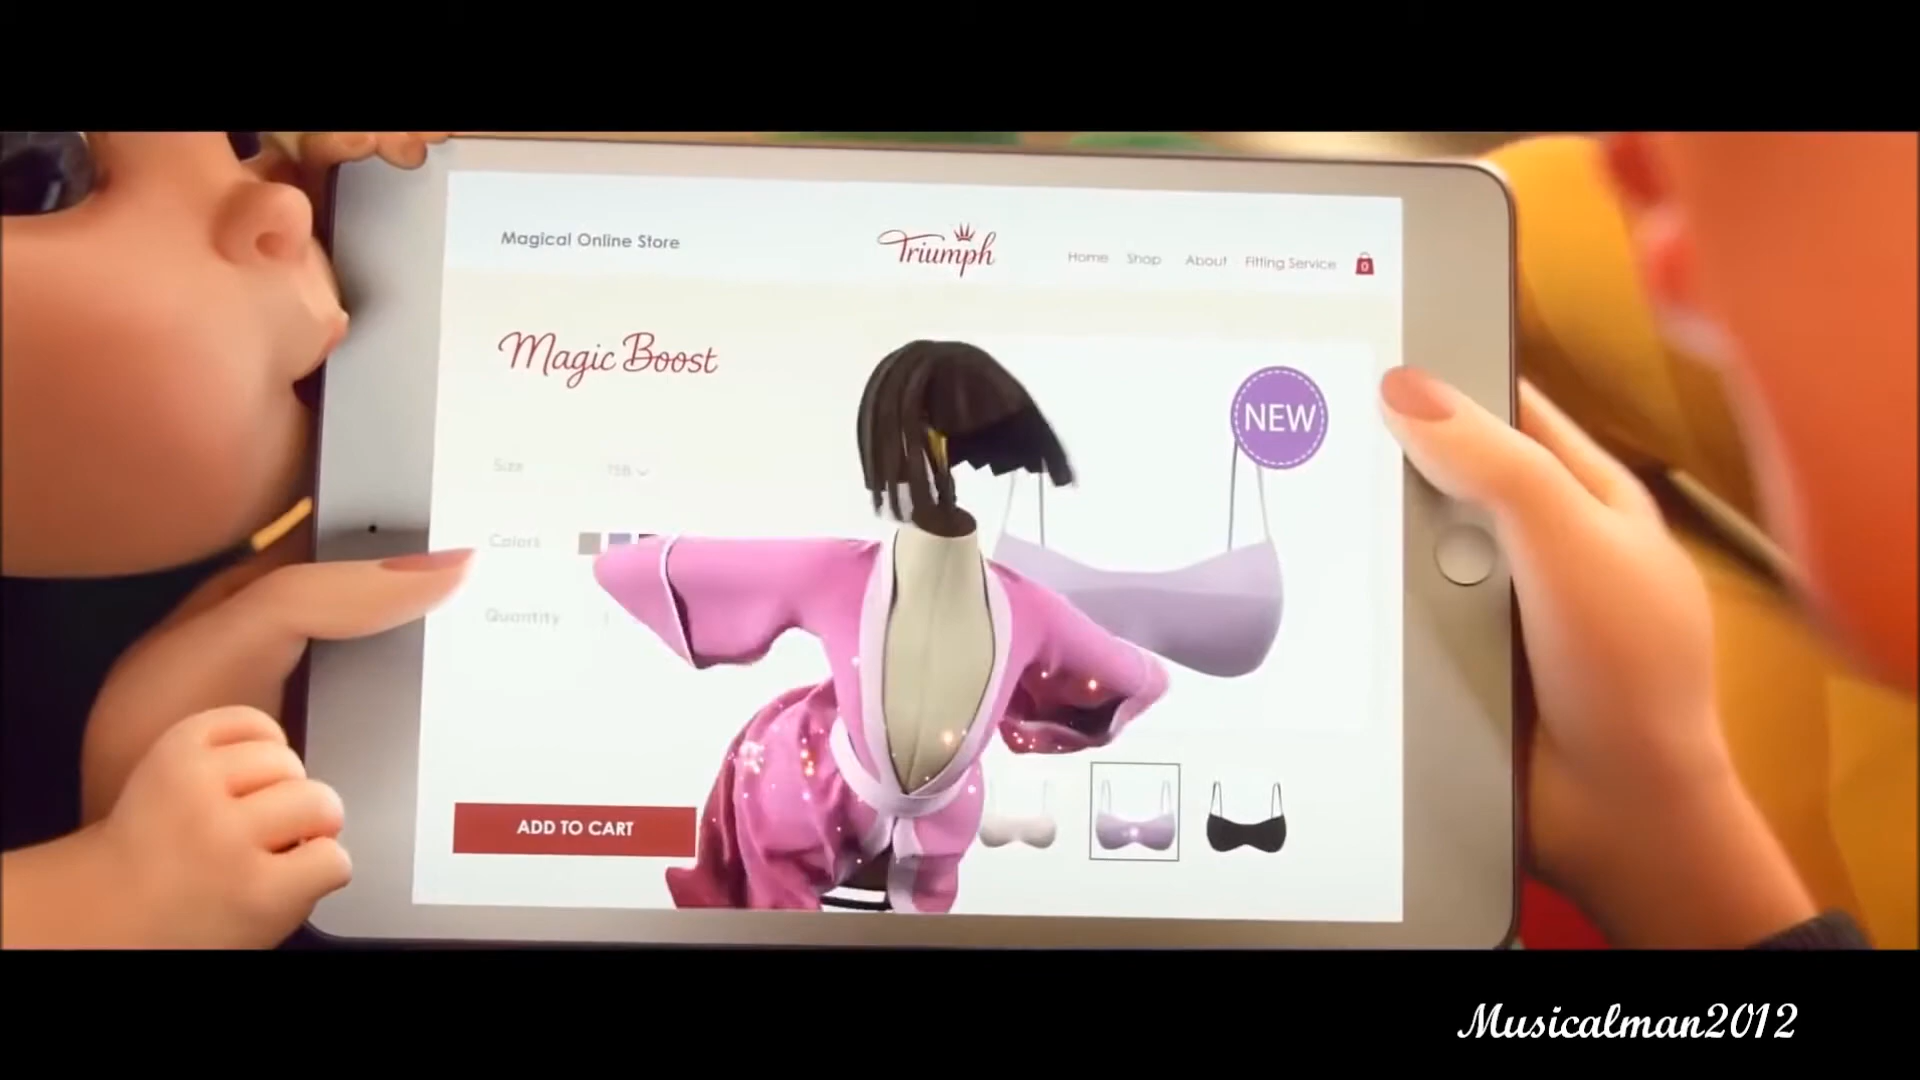 Magical Online Store
Triumph
Home Shop About Fitting Service
0
Magic Boost
NEW
Size 75B
Colors
Quantity
ADD TO CART
Musicalman2012